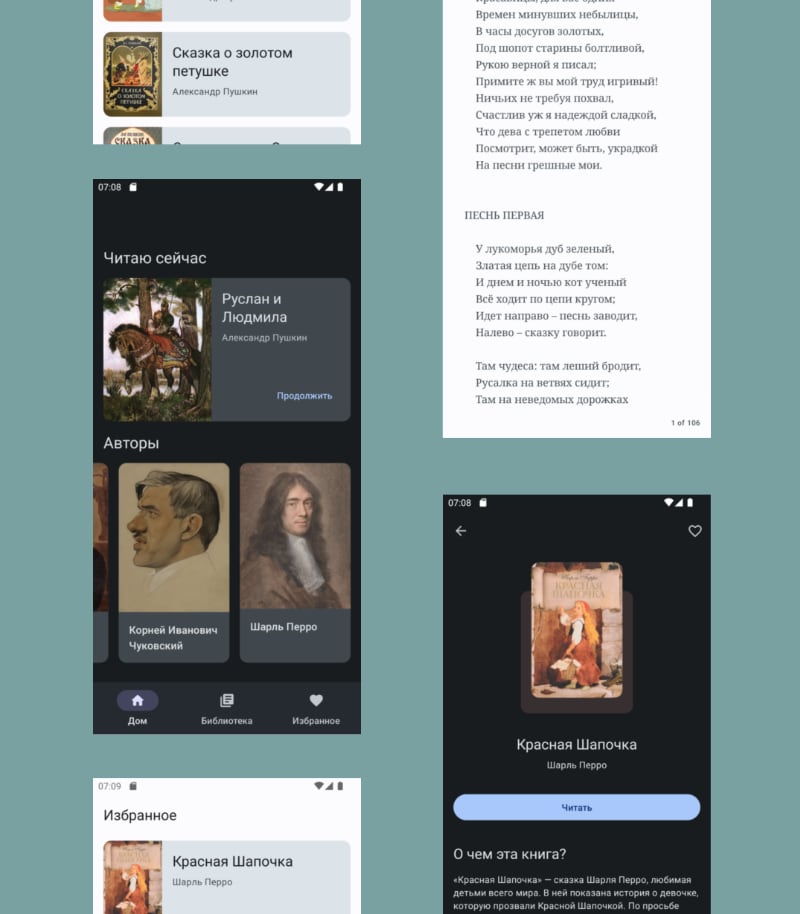 Сказка о золотом
петушке
Александр Пушкин
СКАЗКА
О ЗОЛОТОМ
ПЕТУШКЕ
СКАЗКА
07:08
Читаю сейчас
Руслан и
Людмила
Александр Пушкин
Продолжить
Авторы
Корней Иванович
Чуковский
Шарль Перро
Дом
Библиотека
Избранное
07:09
Избранное
КРАСНАЯ
ШАПОЧКА
Красная Шапочка
Шарль Перро
Времен минувших небылицы,
В часы досугов золотых,
Под шопот старины болтливой,
Рукою верной я писал;
Примите ж вы мой труд игривый!
Ничьих не требуя похвал,
Счастлив уж я надеждой сладкой,
Что дева с трепетом любви
Посмотрит, может быть, украдкой
На песни грешные мои.
ПЕСНЬ ПЕРВАЯ
У лукоморья дуб зеленый,
Златая цепь на дубе том:
И днем и ночью кот ученый
Всё ходит по цепи кругом;
Идет направо – песнь заводит,
Налево – сказку говорит.
Там чудеса: там леший бродит,
Русалка на ветвях сидит;
Там на неведомых дорожках
1 of 106
07:08
Шарль Перро
КРАСНАЯ
ШАПОЧКА
Красная Шапочка
Шарль Перро
Читать
О чем эта книга?
«Красная Шапочка» — сказка Шарля Перро, любимая
детьми всего мира. В ней показана история о девочке,
которую прозвали Красной Шапочкой. По просьбе